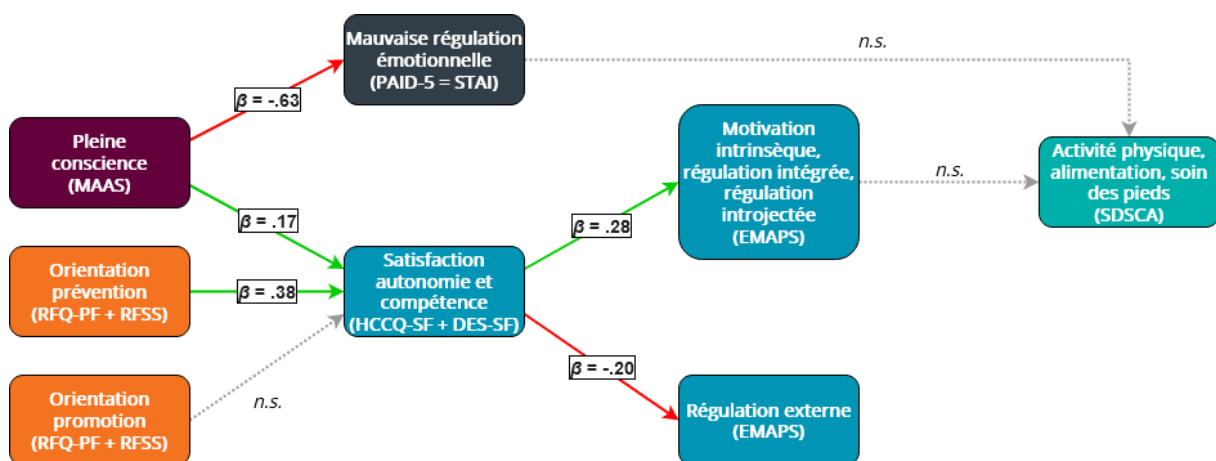 Mauvaise régulation
émotionnelle
(PAID-5 = STAI)
n.s.
β = -.63
Pleine
conscience
(MAAS)
Motivation
intrinsèque,
régulation intégrée,
régulation
introjectée
(EMAPS)
n.s.
Activité physique,
alimentation, soin
des pieds
(SDSCA)
β = .17
β = .28
Orientation
prévention
(RFQ-PF + RFSS)
β = .38
Satisfaction
autonomie et
compétence
(HCCQ-SF + DES-SF)
β = -.20
Orientation
promotion
(RFQ-PF + RFSS)
n.s.
Régulation externe
(EMAPS)